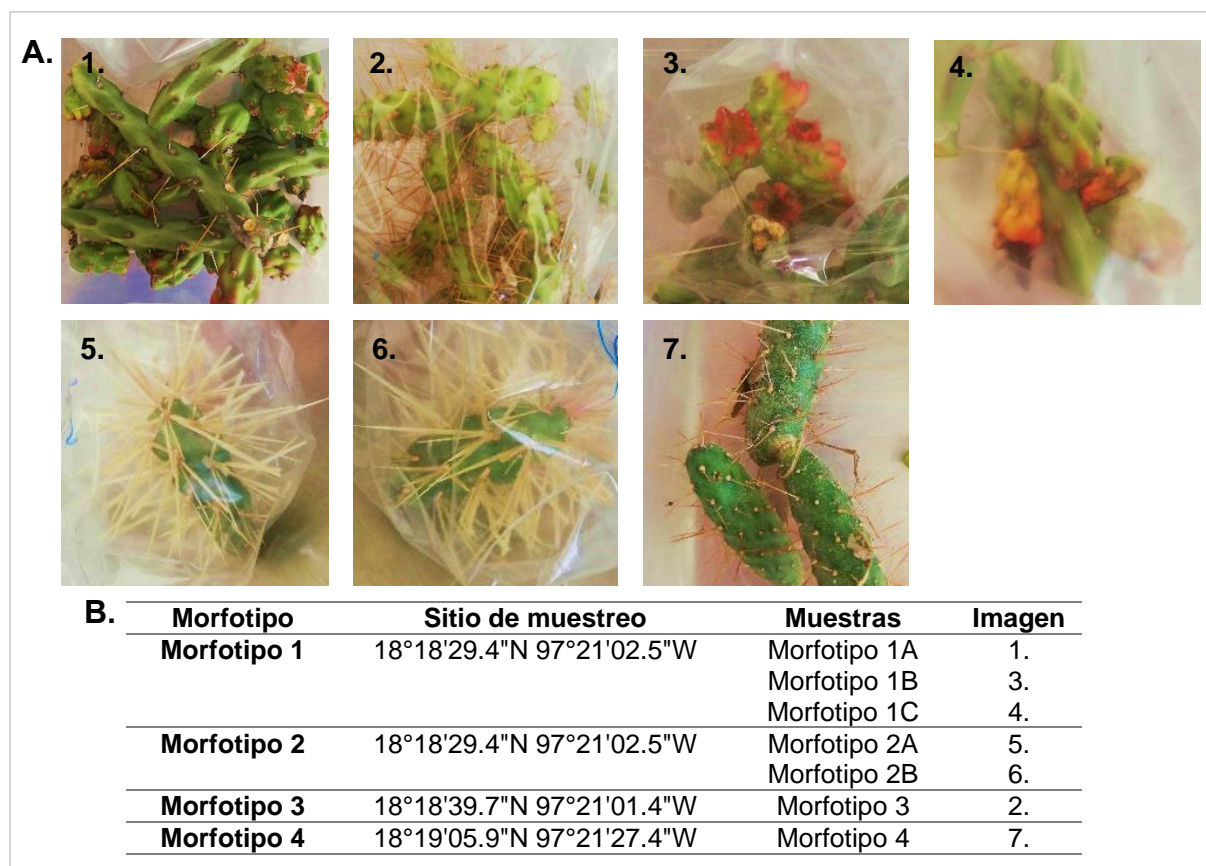 A.
1.
2.
3.
4.
5.
6.
7.
B.
Morfotipo Sitio de muestreo Muestras Imagen
Morfotipo 1 18°18'29.4"N 97°21'02.5"W Morfotipo 1A 1.
Morfotipo 1B 3.
Morfotipo 1C 4.
Morfotipo 2 18°18'29.4"N 97°21'02.5"W Morfotipo 2A 5.
Morfotipo 2B 6.
Morfotipo 3 18°18'39.7"N 97°21'01.4"W Morfotipo 3 2.
Morfotipo 4 18°19'05.9"N 97°21'27.4"W Morfotipo 4 7.